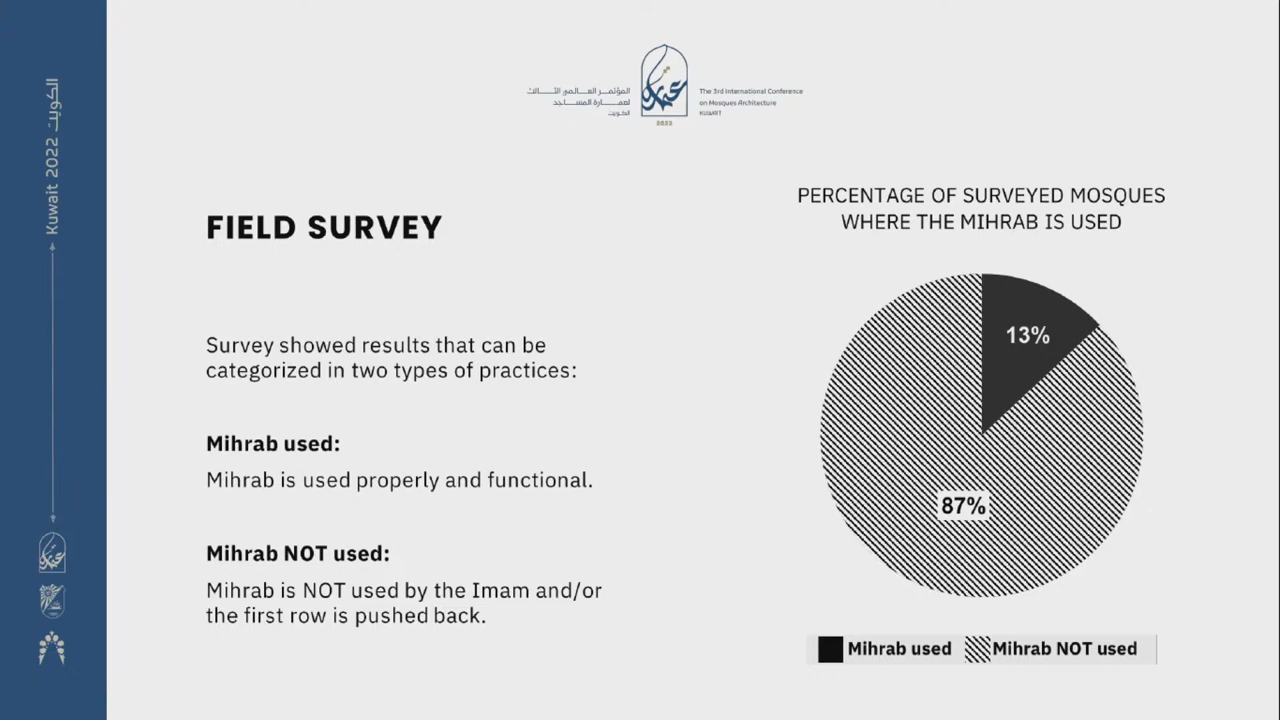 الكويت Kuwait 2022
المؤتمر العالمي الثالث
لعمارة المساجد
الكويت
The 3rd International Conference
on Mosques Architecture
KUWAIT
2022
FIELD SURVEY
Survey showed results that can be
categorized in two types of practices:
Mihrab used:
Mihrab is used properly and functional.
Mihrab NOT used:
Mihrab is NOT used by the Imam and/or
the first row is pushed back.
PERCENTAGE OF SURVEYED MOSQUES
WHERE THE MIHRAB IS USED
13%
87%
Mihrab used
Mihrab NOT used